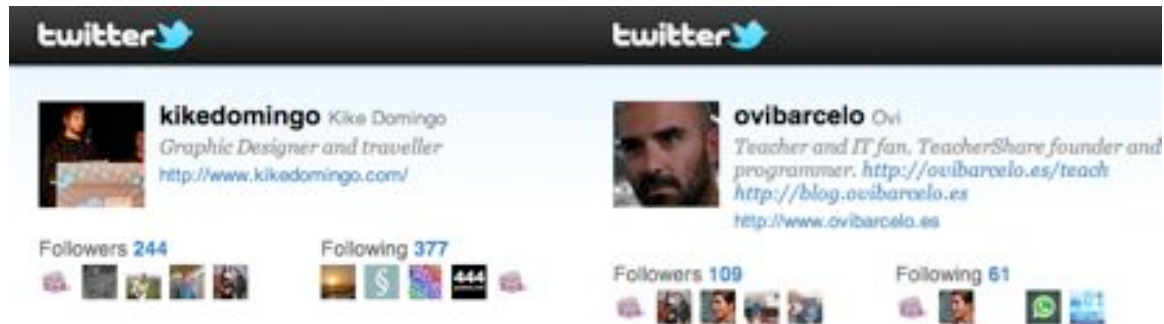 twitter
kikedomingo Kike Domingo
Graphic Designer and traveller
http://www.kikedomingo.com/
Followers 244
Following 377
§
444
twitter
ovibarcelo Ovi
Teacher and IT fan. TeacherShare founder and
programmer. http://ovibarcelo.es/teach
http://blog.ovibarcelo.es
http://www.ovibarcelo.es
Followers 109
Following 61